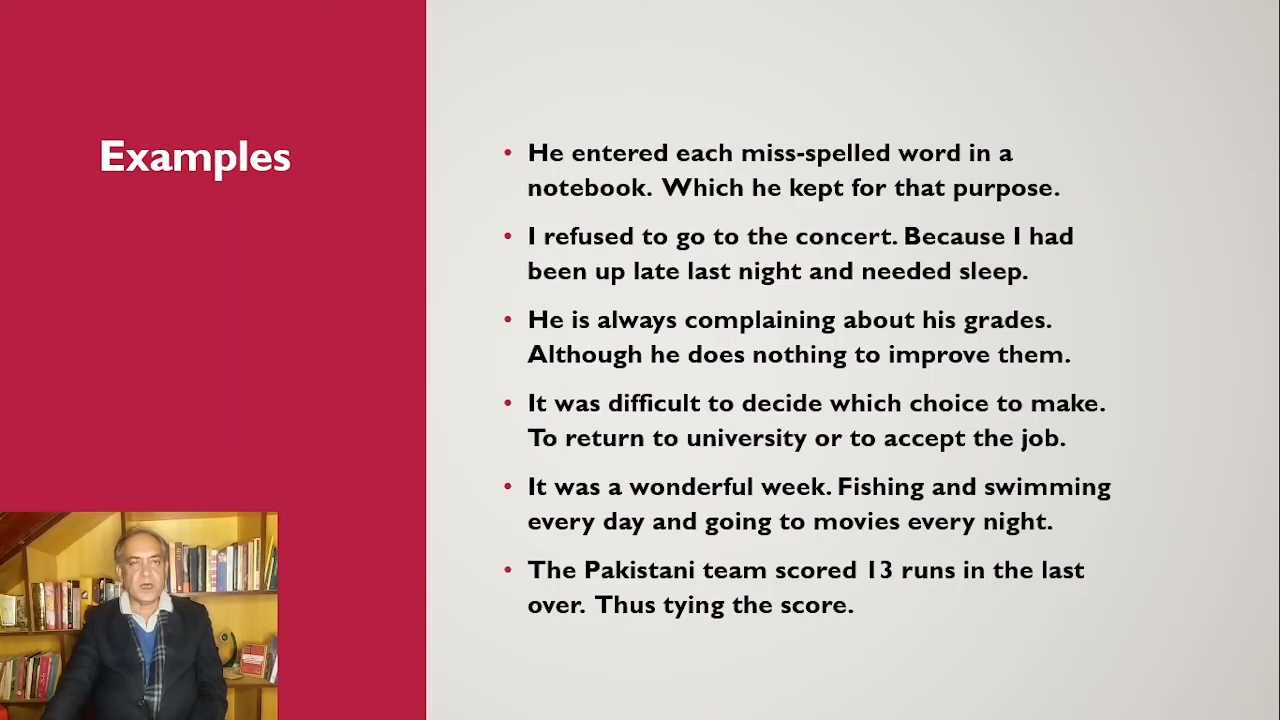 Examples
• He entered each miss-spelled word in a
notebook. Which he kept for that purpose.
• I refused to go to the concert. Because I had
been up late last night and needed sleep.
• He is always complaining about his grades.
Although he does nothing to improve them.
• It was difficult to decide which choice to make.
To return to university or to accept the job.
• It was a wonderful week. Fishing and swimming
every day and going to movies every night.
• The Pakistani team scored 13 runs in the last
over. Thus tying the score.